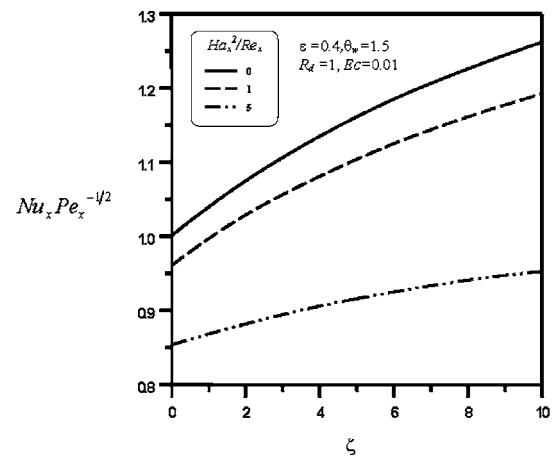 1.3
Ha_x^2/Re_x
0
1
5
ε=0.4,θ_w=1.5
R_d=1, Ec=0.01
1.2
1.1
Nu_x Pe_x^{-1/2}
1.0
0.9
0.8
0 2 4 6 8 10
ζ